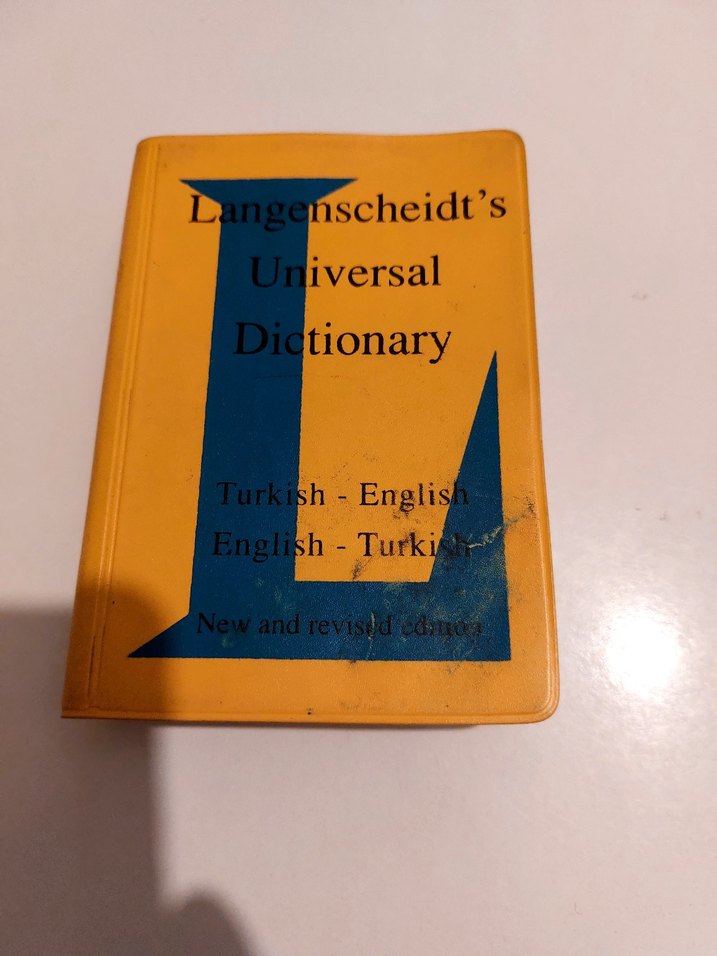 Langenscheidt's
Universal
Dictionary
Turkish - English
English - Turkish
New and revised edition